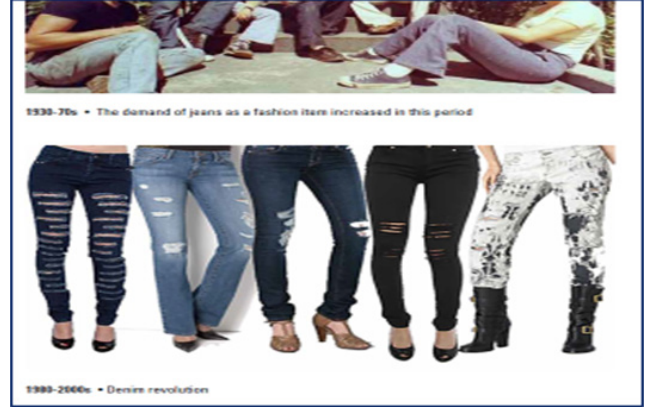 1930-70s • The demand of jeans as a fashion item increased in this period
1980-2000s • Denim revolution